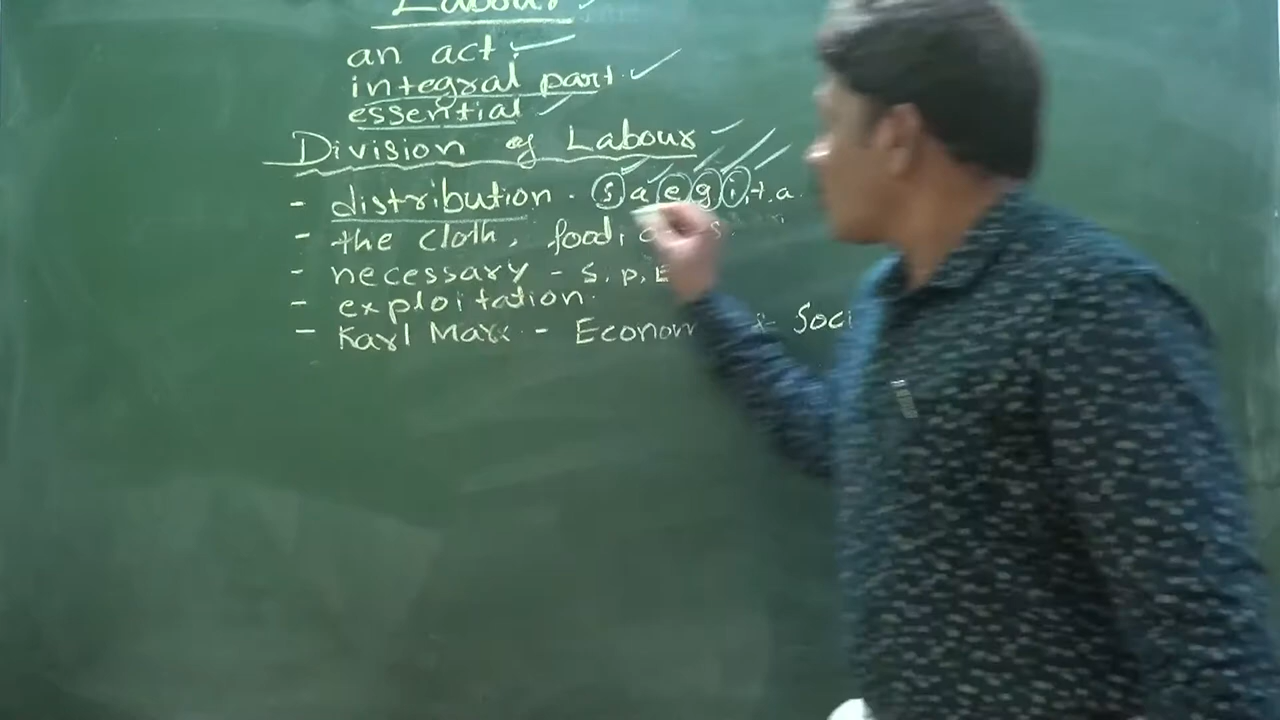 Labour
an act
integral part.
essential
Division of Labour
- distribution. s a e g i, t. a.
- the cloth, food,
- necessary - S. P. E
- exploitation.
- Karl Marx - Econom & Soci